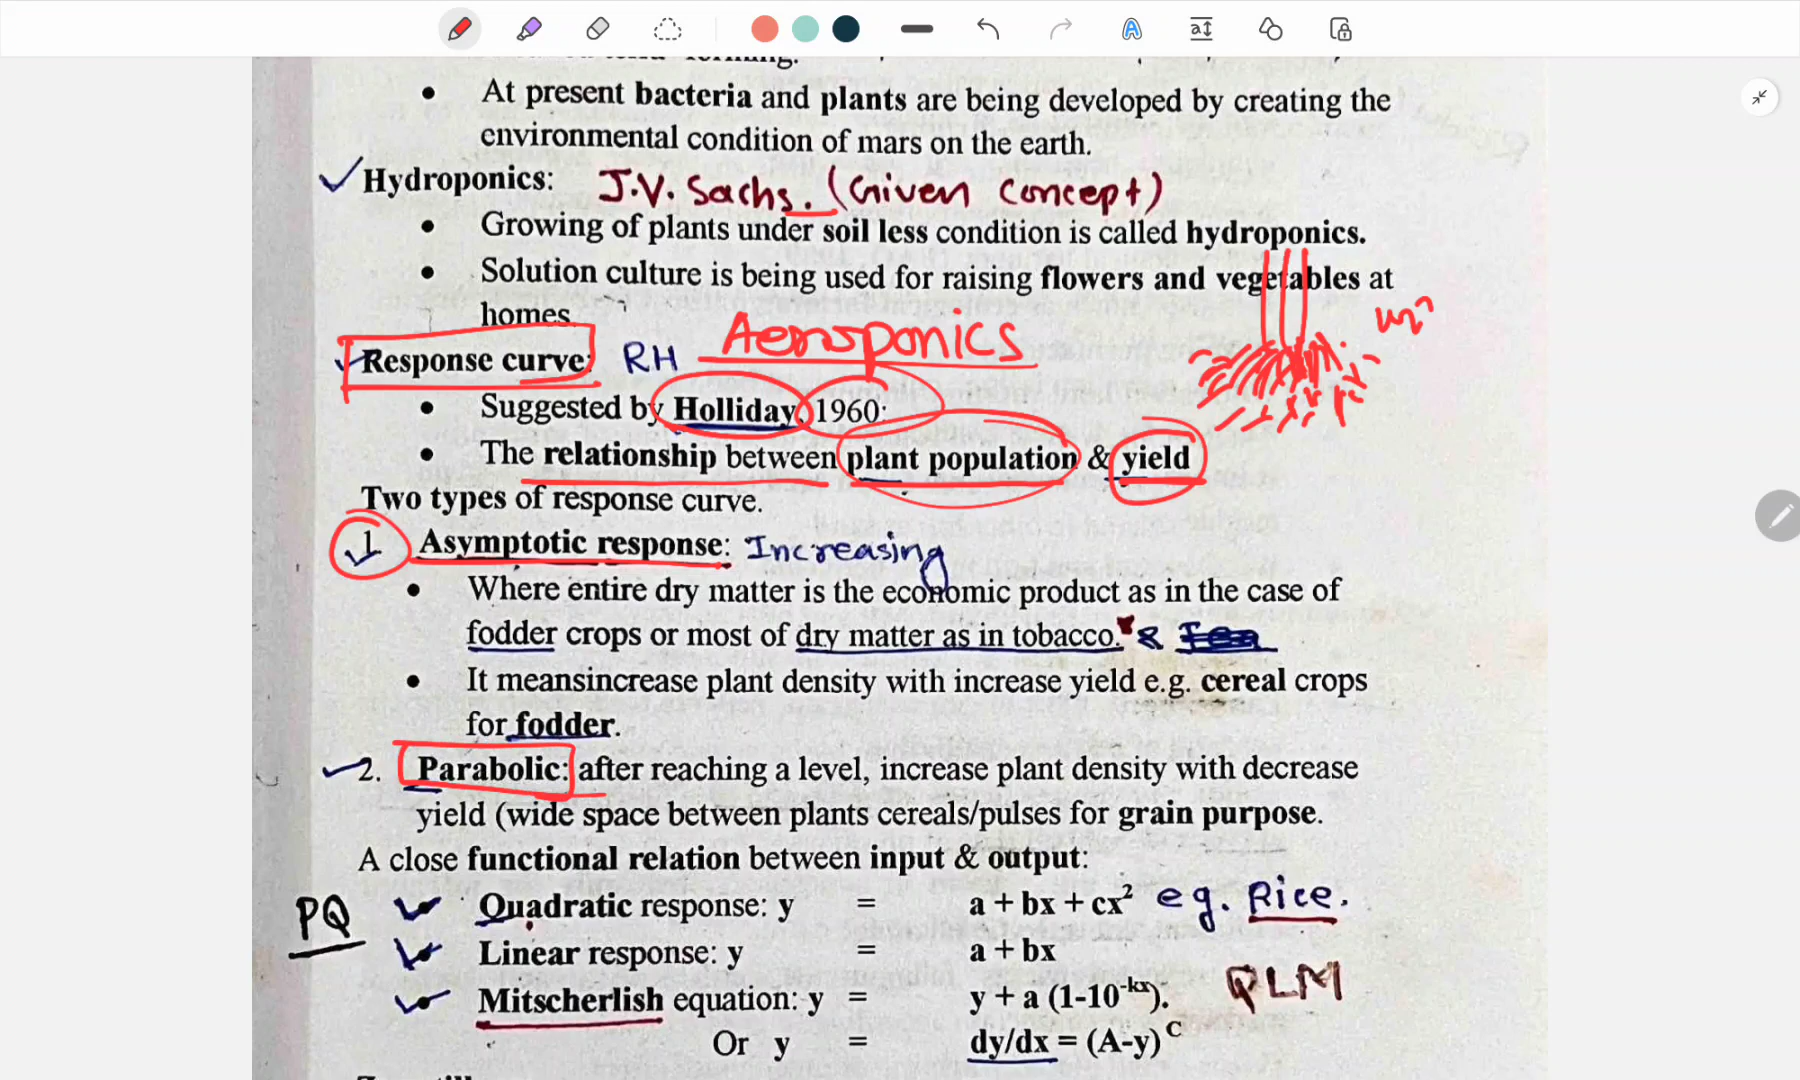 At present bacteria and plants are being developed by creating the
environmental condition of mars on the earth.
Hydroponics: J.V. Sachs. (Given Concept)
Growing of plants under soil less condition is called hydroponics.
Solution culture is being used for raising flowers and vegetables at
homes
Aeroponics
Response curve: RH
Suggested by Holliday, 1960:
The relationship between plant population & yield
Two types of response curve.
1. Asymptotic response: Increasing
Where entire dry matter is the economic product as in the case of
fodder crops or most of dry matter as in tobacco. &
It meansincrease plant density with increase yield e.g. cereal crops
for fodder.
2. Parabolic: after reaching a level, increase plant density with decrease
yield (wide space between plants cereals/pulses for grain purpose.
A close functional relation between input & output:
PQ Quadratic response: y = a + bx + cx² eg. Rice.
Linear response: y = a + bx
Mitscherlish equation: y = y + a (1-10⁻ᵏˣ). QLM
Or y = dy/dx = (A-y) C